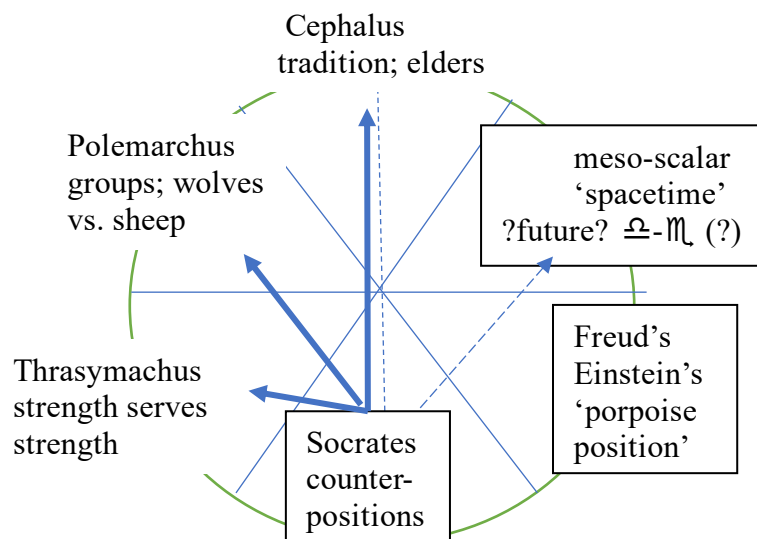 Cephalus
tradition; elders
Polemarchus
groups; wolves
vs. sheep
meso-scalar
‘spacetime’
?future? ♎-♏ (?)
Thrasymachus
strength serves
strength
Freud’s
Einstein’s
‘porpoise
position’
Socrates
counter-
positions